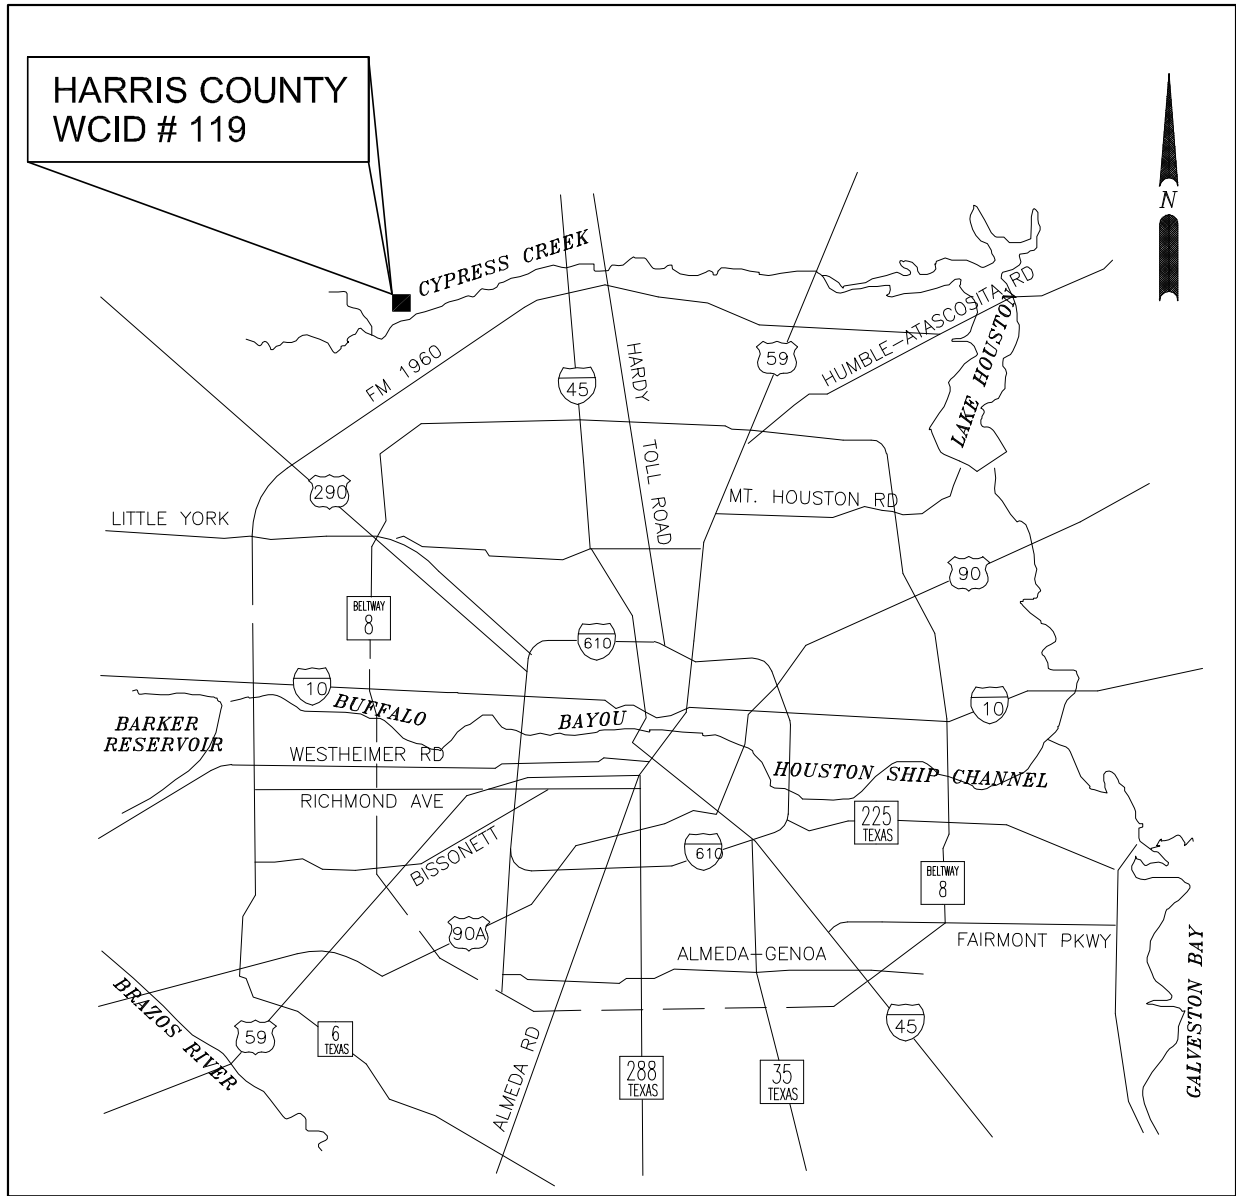 HARRIS COUNTY
WCID # 119
N
CYPRESS CREEK
HUMBLE-ATASCOSITA RD
LAKE HOUSTON
FM 1960
45
HARDY
TOLL ROAD
59
290
MT. HOUSTON RD
LITTLE YORK
90
BELTWAY
8
610
10
BUFFALO
BAYOU
10
BARKER
RESERVOIR
WESTHEIMER RD
HOUSTON SHIP CHANNEL
RICHMOND AVE
225
TEXAS
BISSONETT
610
BELTWAY
8
90A
FAIRMONT PKWY
ALMEDA-GENOA
GALVESTON BAY
BRAZOS RIVER
59
6
TEXAS
45
ALMEDA RD
288
TEXAS
35
TEXAS